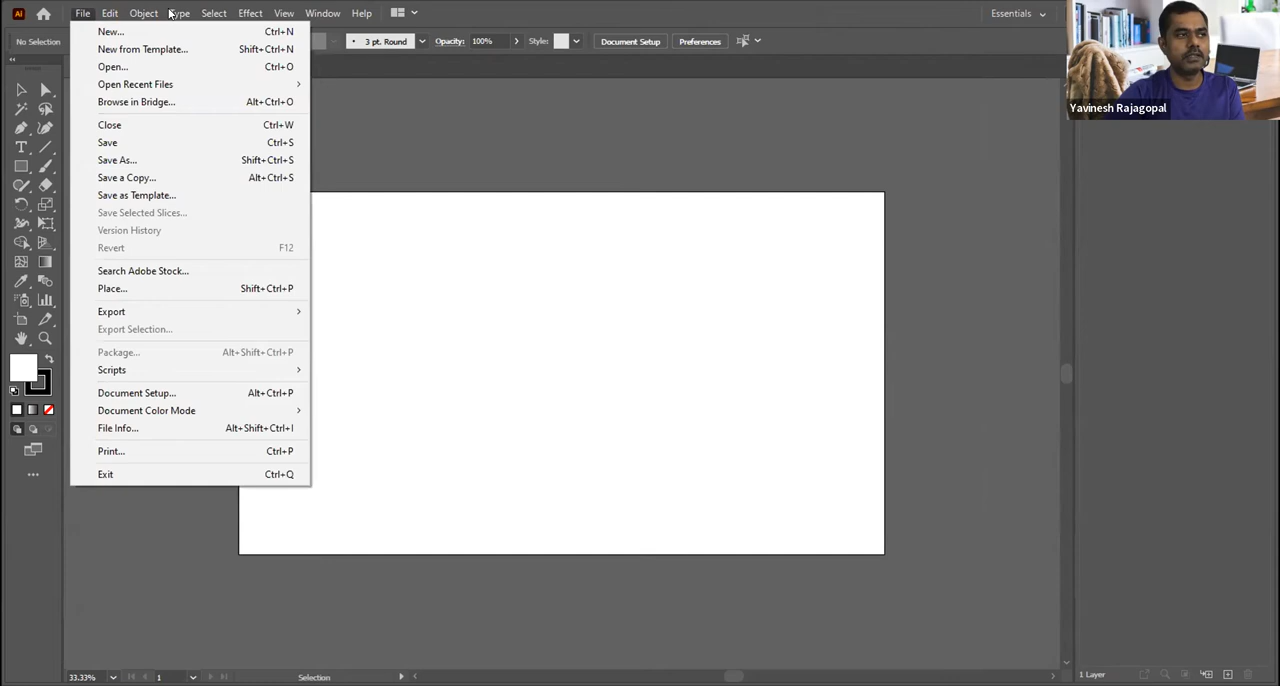 Ai File Edit Object Type Select Effect View Window Help Essentials
No Selection 3 pt. Round Opacity: 100% Style: Document Setup Preferences
New... Ctrl+N
New from Template... Shift+Ctrl+N
Open... Ctrl+O
Open Recent Files
Browse in Bridge... Alt+Ctrl+O
Close Ctrl+W
Save Ctrl+S
Save As... Shift+Ctrl+S
Save a Copy... Alt+Ctrl+S
Save as Template...
Save Selected Slices...
Version History
Revert F12
Search Adobe Stock...
Place... Shift+Ctrl+P
Export
Export Selection...
Package... Alt+Shift+Ctrl+P
Scripts
Document Setup... Alt+Ctrl+P
Document Color Mode
File Info... Alt+Shift+Ctrl+I
Print... Ctrl+P
Exit Ctrl+Q
Yavinesh Rajagopal
33.33% 1 Selection 1 Layer